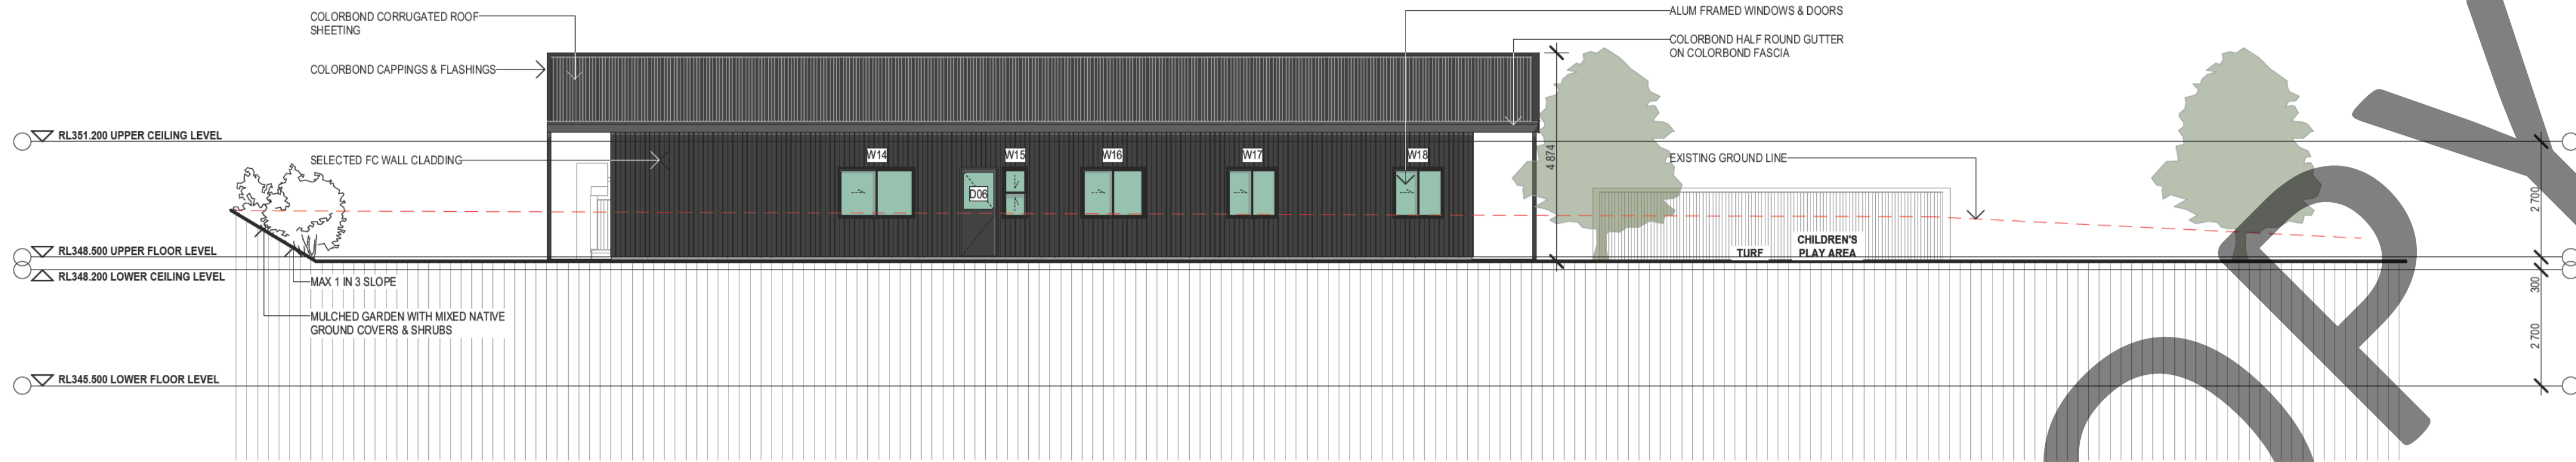 COLORBOND CORRUGATED ROOF
SHEETING
COLORBOND CAPPINGS & FLASHINGS
ALUM FRAMED WINDOWS & DOORS
COLORBOND HALF ROUND GUTTER
ON COLORBOND FASCIA
RL351.200 UPPER CEILING LEVEL
SELECTED FC WALL CLADDING
W14
W15
W16
W17
W18
4 874
EXISTING GROUND LINE
D06
2 700
RL348.500 UPPER FLOOR LEVEL
CHILDREN'S
PLAY AREA
TURF
RL348.200 LOWER CEILING LEVEL
MAX 1 IN 3 SLOPE
300
MULCHED GARDEN WITH MIXED NATIVE
GROUND COVERS & SHRUBS
2 700
RL345.500 LOWER FLOOR LEVEL
PY